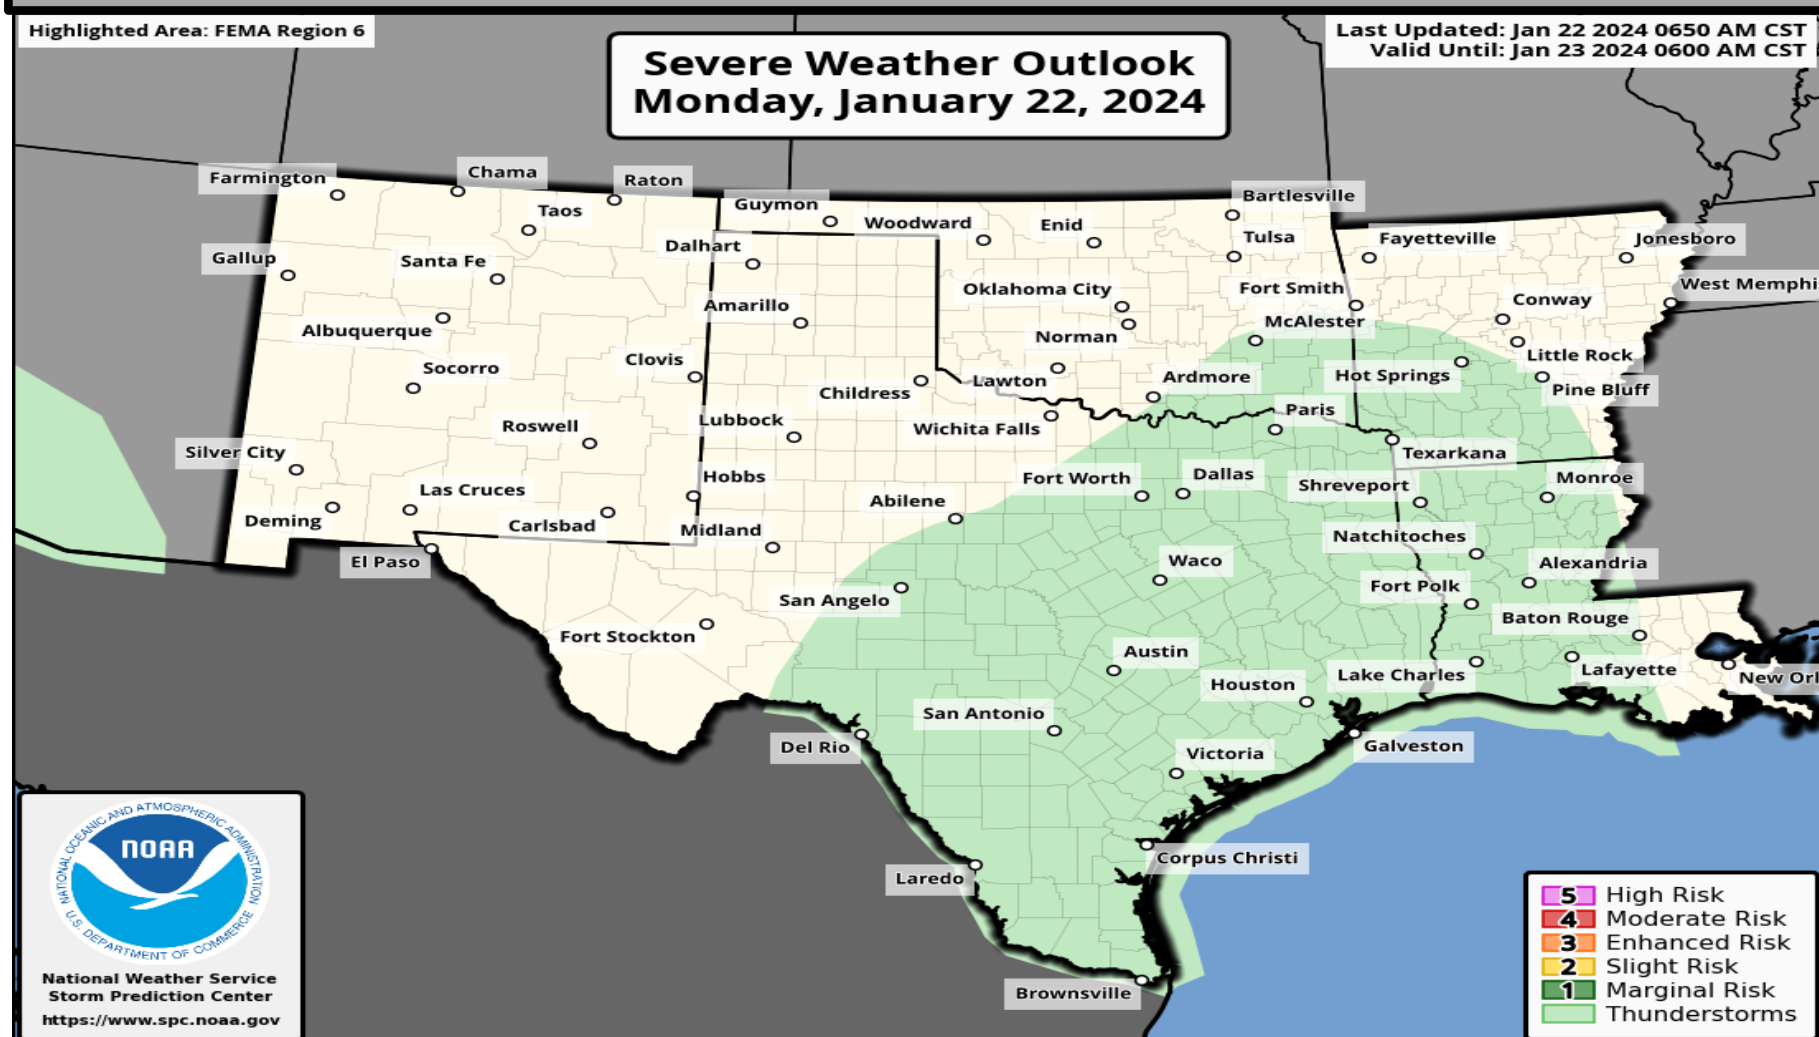 Highlighted Area: FEMA Region 6
Last Updated: Jan 22 2024 0650 AM CST
Valid Until: Jan 23 2024 0600 AM CST
Severe Weather Outlook
Monday, January 22, 2024
Farmington
Chama
Raton
Taos
Guymon
Woodward
Enid
Bartlesville
Gallup
Santa Fe
Dalhart
Tulsa
Fayetteville
Jonesboro
Albuquerque
Amarillo
Oklahoma City
Fort Smith
Conway
West Memphi
Norman
McAlester
Socorro
Clovis
Childress
Lawton
Ardmore
Hot Springs
Little Rock
Pine Bluff
Roswell
Lubbock
Wichita Falls
Paris
Texarkana
Silver City
Las Cruces
Hobbs
Fort Worth
Dallas
Shreveport
Monroe
Deming
Carlsbad
Midland
Abilene
Natchitoches
El Paso
Waco
Alexandria
San Angelo
Fort Polk
Fort Stockton
Baton Rouge
Austin
Houston
Lake Charles
Lafayette
New Orl
San Antonio
Del Rio
Victoria
Galveston
Corpus Christi
Laredo
Brownsville
NATIONAL OCEANIC AND ATMOSPHERIC ADMINISTRATION
NOAA
U.S. DEPARTMENT OF COMMERCE
National Weather Service
Storm Prediction Center
https://www.spc.noaa.gov
5 High Risk
4 Moderate Risk
3 Enhanced Risk
2 Slight Risk
1 Marginal Risk
Thunderstorms